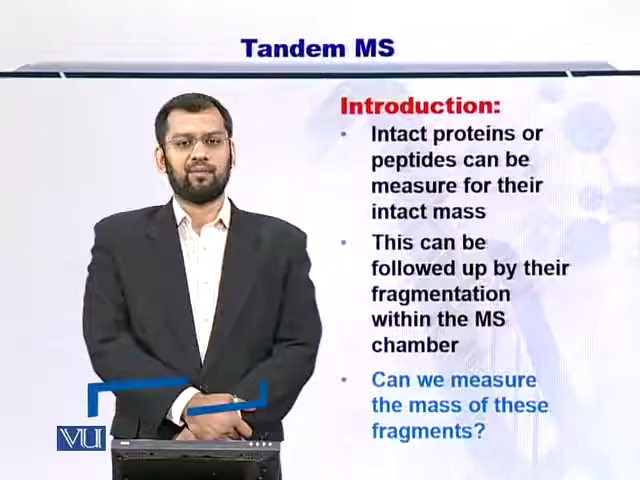 Tandem MS
Introduction:
• Intact proteins or
peptides can be
measure for their
intact mass
• This can be
followed up by their
fragmentation
within the MS
chamber
• Can we measure
the mass of these
fragments?
VU